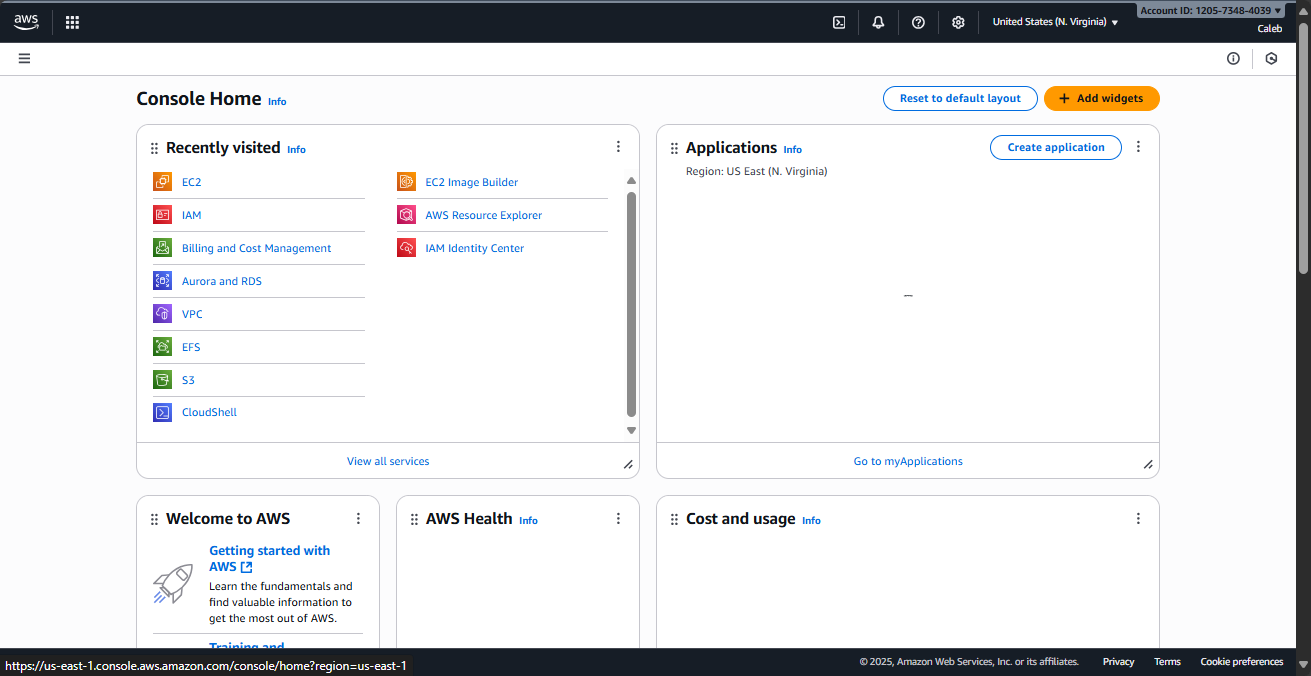 aws
United States (N. Virginia) ▼
Account ID: 1205-7348-4039 ▼
Caleb
Console Home Info
Reset to default layout
+ Add widgets
Recently visited Info
EC2
IAM
Billing and Cost Management
Aurora and RDS
VPC
EFS
S3
CloudShell
EC2 Image Builder
AWS Resource Explorer
IAM Identity Center
View all services
Applications Info
Create application
Region: US East (N. Virginia)
–
Go to myApplications
Welcome to AWS
Getting started with
AWS
Learn the fundamentals and
find valuable information to
get the most out of AWS.
Training and
AWS Health Info
Cost and usage Info
https://us-east-1.console.aws.amazon.com/console/home?region=us-east-1
© 2025, Amazon Web Services, Inc. or its affiliates.
Privacy
Terms
Cookie preferences